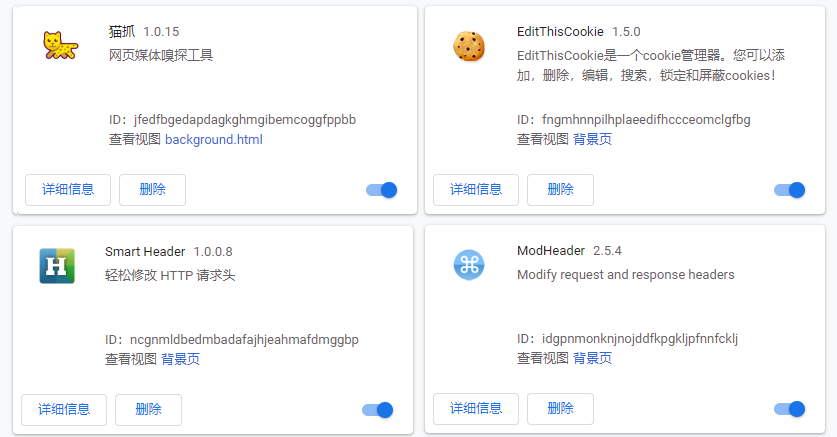 猫抓 1.0.15
网页媒体嗅探工具
ID：jfedfbgedapdagkghmgibemcoggfppbb
查看视图 background.html
详细信息 删除
EditThisCookie 1.5.0
EditThisCookie是一个cookie管理器。您可以添
加，删除，编辑，搜索，锁定和屏蔽cookies！
ID：fngmhnnpilhplaeedifhccceomclgfbg
查看视图 背景页
详细信息 删除
H
Smart Header 1.0.0.8
轻松修改 HTTP 请求头
ID：ncgnmldbedmbadafajhjeahmafdmggbp
查看视图 背景页
详细信息 删除
ModHeader 2.5.4
Modify request and response headers
ID：idgpnmonknjnojddfkpgkljpfnnfcklj
查看视图 背景页
详细信息 删除